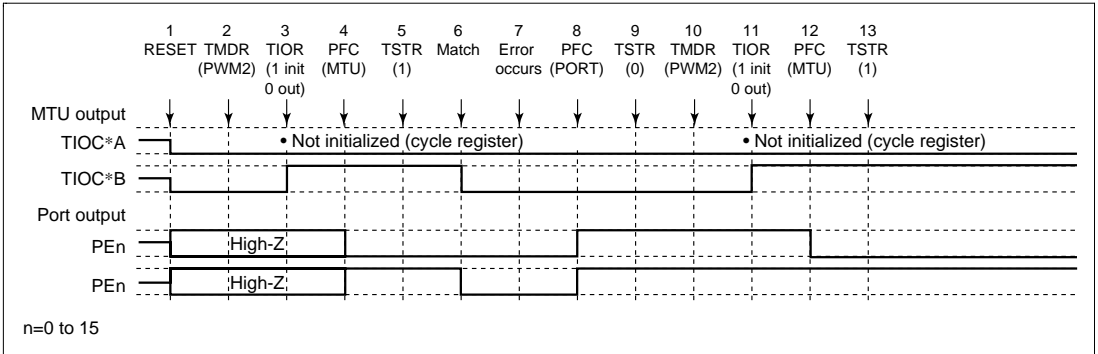 1 2 3 4 5 6 7 8 9 10 11 12 13
RESET TMDR TIOR PFC TSTR Match Error PFC TSTR TMDR TIOR PFC TSTR
(PWM2) (1 init (MTU) (1) occurs (PORT) (0) (PWM2) (1 init (MTU) (1)
0 out) 0 out)
MTU output
TIOC*A • Not initialized (cycle register) • Not initialized (cycle register)
TIOC*B
Port output
PEn High-Z
PEn High-Z
n=0 to 15